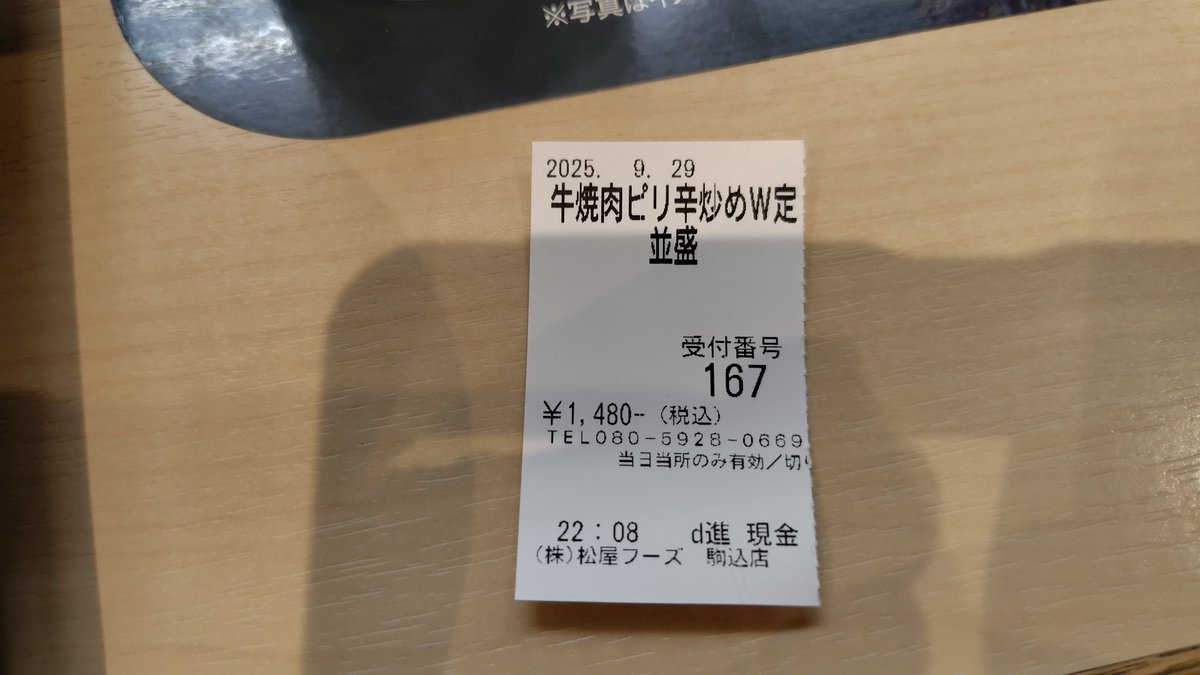 ※写真は
2025. 9. 29
牛焼肉ピリ辛炒めW定
並盛
受付番号
167
¥1,480-- (税込)
TEL080-5928-0669
当日当所のみ有効/切
22:08 d進 現金
(株)松屋フーズ 駒込店